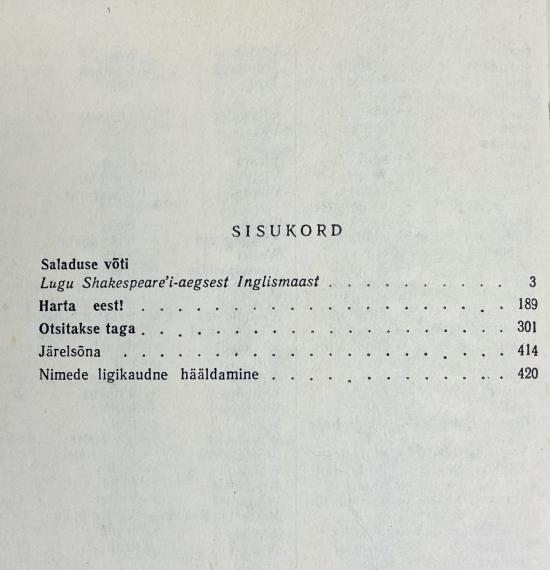 SISUKORD
Saladuse võti
Lugu Shakespeare'i-aegsest Inglismaast . . . . . . . . . . 3
Harta eest! . . . . . . . . . . . . . . . . . . . . 189
Otsitakse taga . . . . . . . . . . . . . . . . . . . . 301
Järelsõna . . . . . . . . . . . . . . . . . . . . . 414
Nimede ligikaudne hääldamine . . . . . . . . . . . . . 420